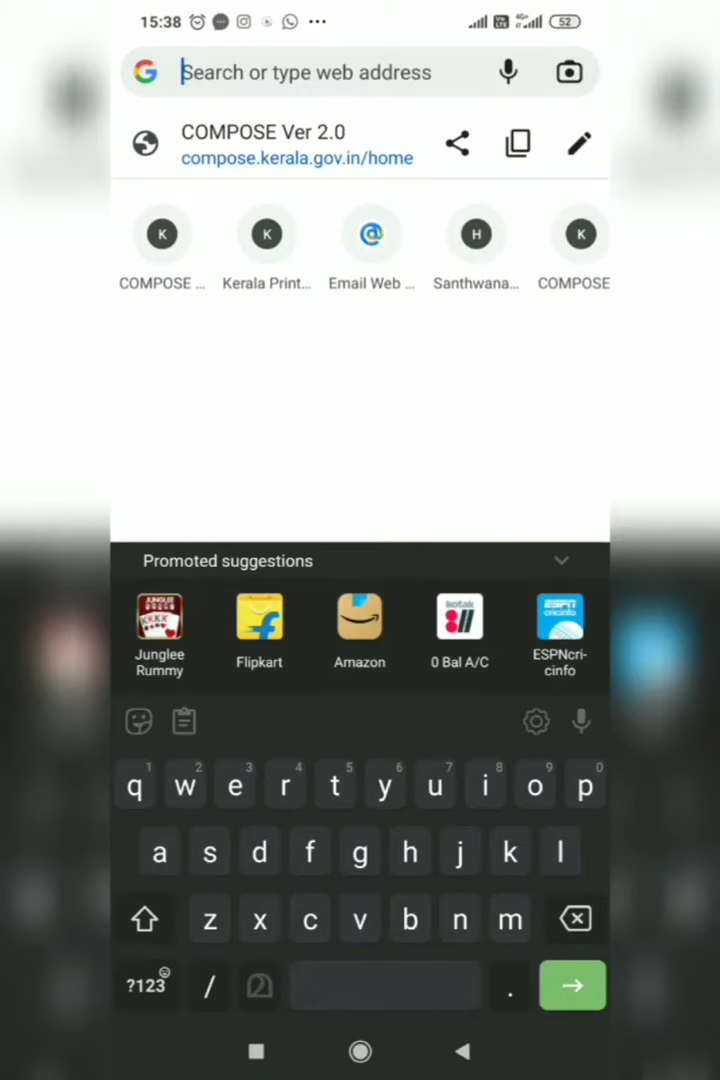 15:38 52
Search or type web address
COMPOSE Ver 2.0
compose.kerala.gov.in/home
K K H K
COMPOSE ... Kerala Print... Email Web ... Santhwana... COMPOSE
Promoted suggestions
Junglee Rummy Flipkart Amazon 0 Bal A/C ESPNcri-cinfo
1 2 3 4 5 6 7 8 9 0
q w e r t y u i o p
a s d f g h j k l
z x c v b n m
?123 / മ .